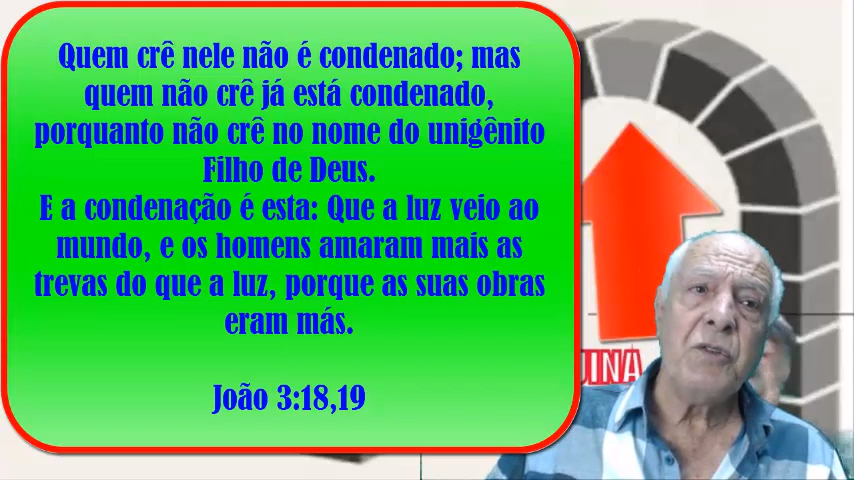 Quem crê nele não é condenado; mas
quem não crê já está condenado,
porquanto não crê no nome do unigênito
Filho de Deus.
E a condenação é esta: Que a luz veio ao
mundo, e os homens amaram mais as
trevas do que a luz, porque as suas obras
eram más.
João 3:18,19